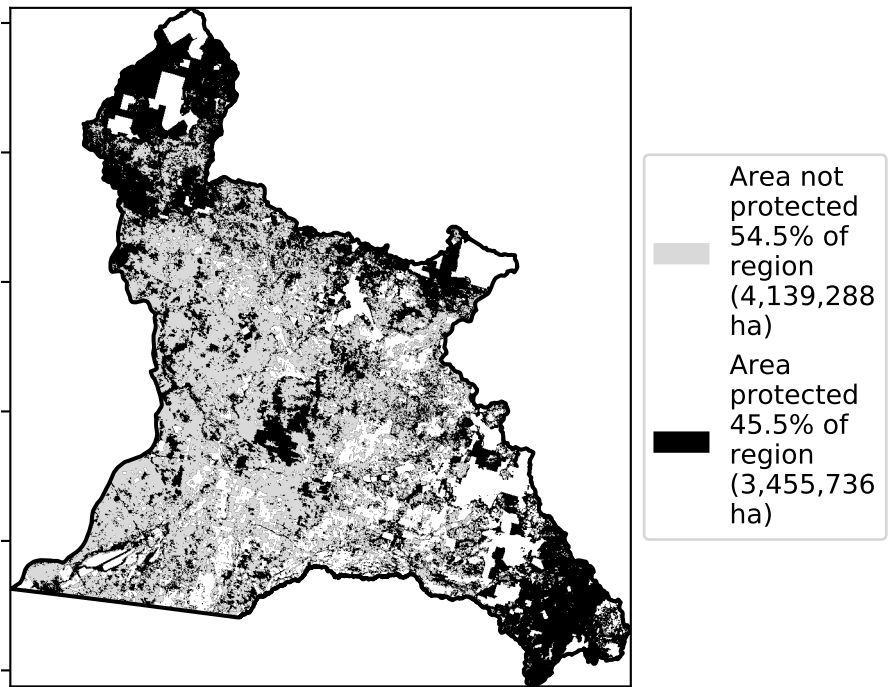 Area not
protected
54.5% of
region
(4,139,288
ha)
Area
protected
45.5% of
region
(3,455,736
ha)